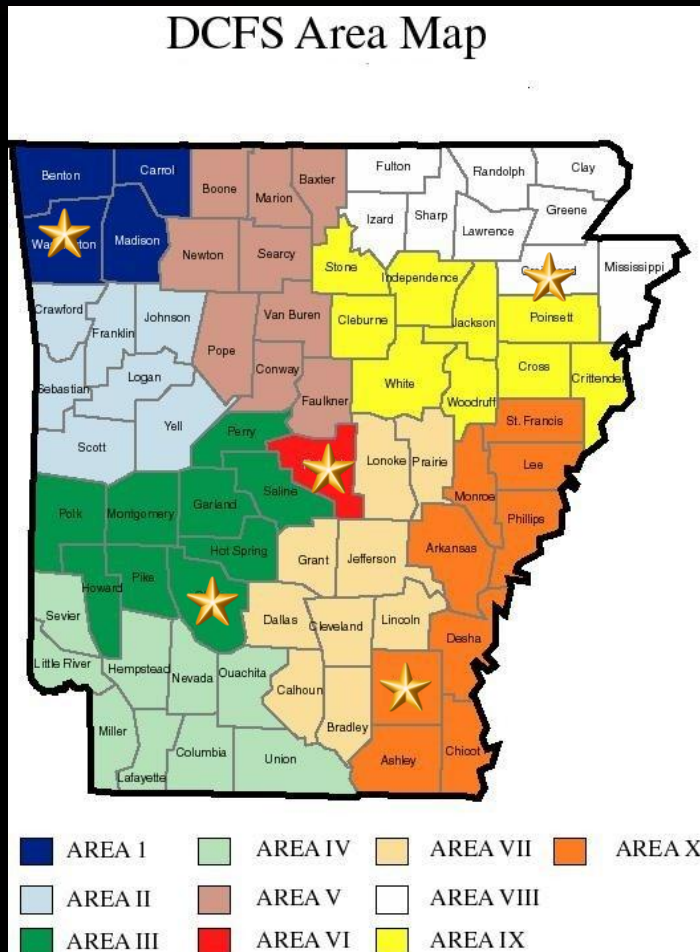 DCFS Area Map
Benton
Carrol
Boone
Marion
Baxter
Fulton
Randolph
Clay
Izard
Sharp
Lawrence
Greene
Madison
Newton
Searcy
Stone
Independence
Mississippi
Crawford
Franklin
Johnson
Van Buren
Cleburne
Jackson
Poinsett
Pope
Conway
White
Cross
Crittenden
Sebastian
Logan
Faulkner
Woodruff
Scott
Yell
Perry
St. Francis
Lonoke
Prairie
Lee
Saline
Monroe
Polk
Montgomery
Garland
Phillips
Hot Spring
Grant
Jefferson
Arkansas
Howard
Pike
Sevier
Dallas
Cleveland
Lincoln
Desha
Little River
Hempstead
Nevada
Ouachita
Calhoun
Bradley
Miller
Lafayette
Columbia
Union
Ashley
Chicot
AREA 1
AREA IV
AREA VII
AREA X
AREA II
AREA V
AREA VIII
AREA III
AREA VI
AREA IX